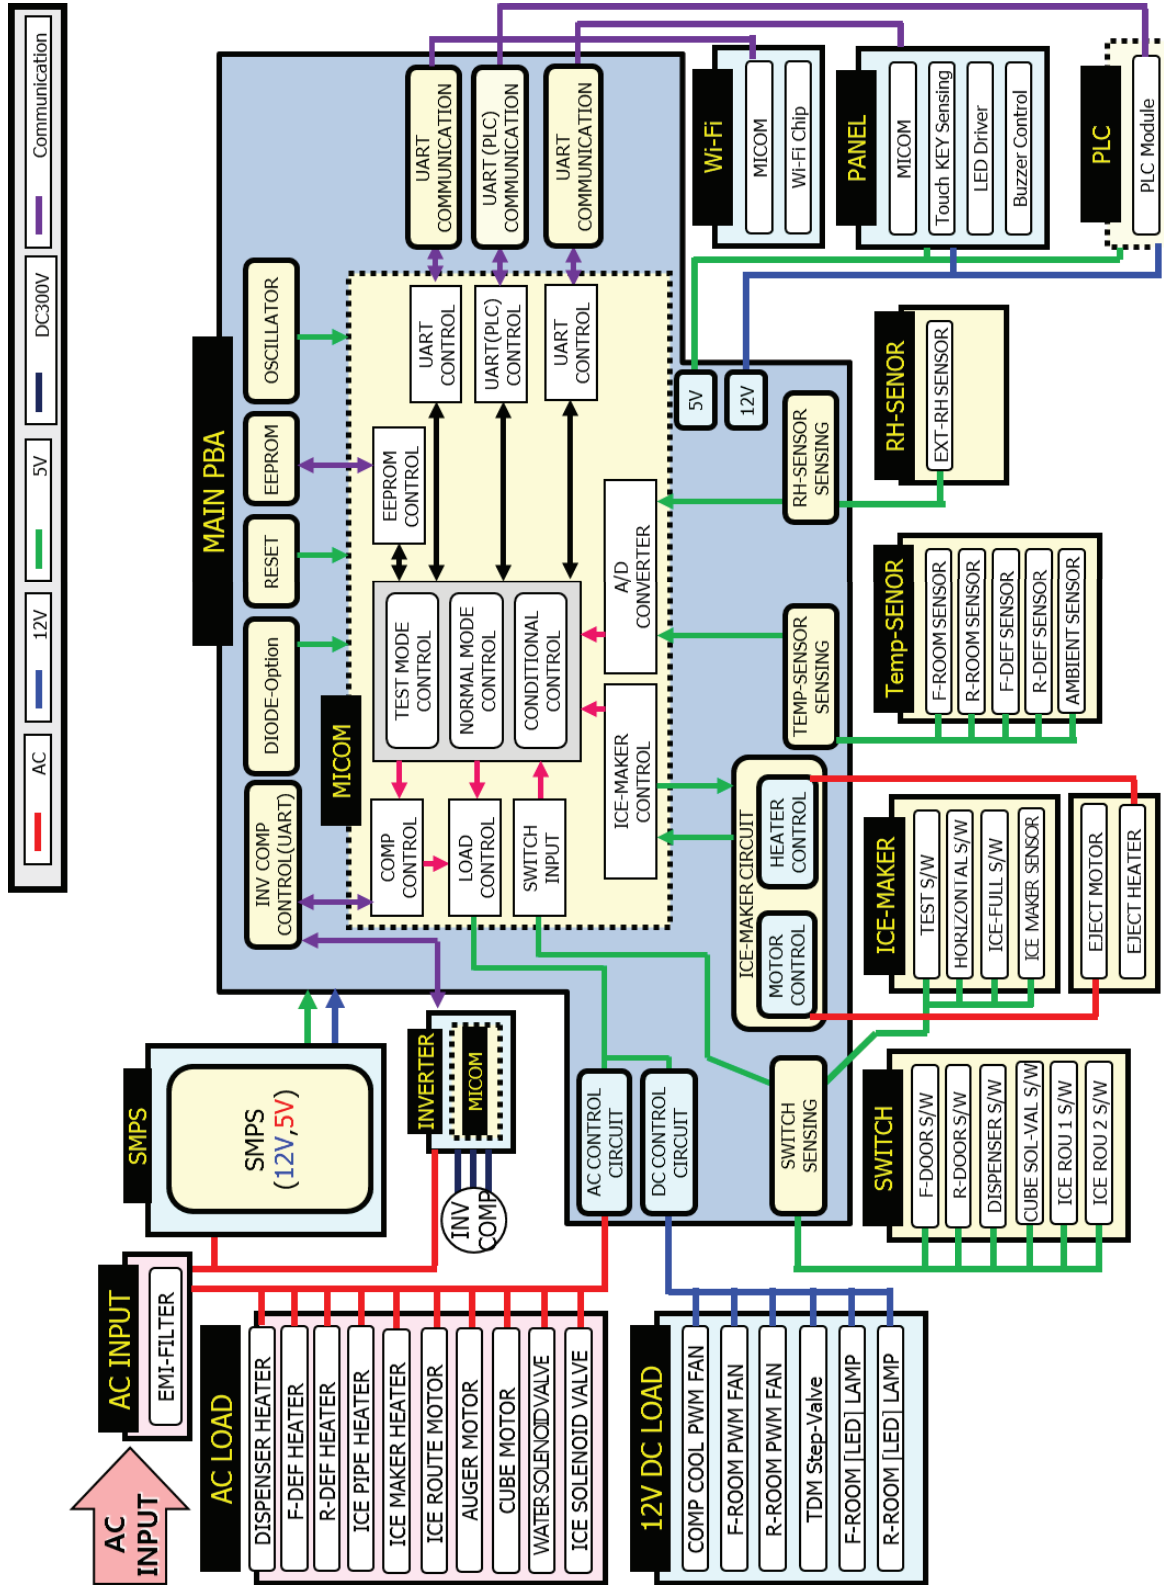 AC
12V
5V
DC300V
Communication
AC
INPUT
AC INPUT
EMI-FILTER
SMPS
SMPS
(12V,5V)
MAIN PBA
INV COMP
CONTROL(UART)
DIODE-Option
RESET
EEPROM
OSCILLATOR
MICOM
COMP
CONTROL
LOAD
CONTROL
SWITCH
INPUT
TEST MODE
CONTROL
NORMAL MODE
CONTROL
CONDITIONAL
CONTROL
EEPROM
CONTROL
UART
CONTROL
UART(PLC)
CONTROL
UART
CONTROL
UART
COMMUNICATION
UART (PLC)
COMMUNICATION
UART
COMMUNICATION
ICE-MAKER
CONTROL
A/D
CONVERTER
INVERTER
MICOM
INV
COMP
AC CONTROL
CIRCUIT
DC CONTROL
CIRCUIT
SWITCH
SENSING
ICE-MAKER CIRCUIT
MOTOR
CONTROL
HEATER
CONTROL
TEMP-SENSOR
SENSING
RH-SENSOR
SENSING
5V
12V
AC LOAD
DISPENSER HEATER
F-DEF HEATER
R-DEF HEATER
ICE PIPE HEATER
ICE MAKER HEATER
ICE ROUTE MOTOR
AUGER MOTOR
CUBE MOTOR
WATER SOLENOID VALVE
ICE SOLENOID VALVE
12V DC LOAD
COMP COOL PWM FAN
F-ROOM PWM FAN
R-ROOM PWM FAN
TDM Step-Valve
F-ROOM [LED] LAMP
R-ROOM [LED] LAMP
SWITCH
F-DOOR S/W
R-DOOR S/W
DISPENSER S/W
CUBE SOL-VAL S/W
ICE ROU 1 S/W
ICE ROU 2 S/W
ICE-MAKER
TEST S/W
HORIZONTAL S/W
ICE-FULL S/W
ICE MAKER SENSOR
EJECT MOTOR
EJECT HEATER
Temp-SENOR
F-ROOM SENSOR
R-ROOM SENSOR
F-DEF SENSOR
R-DEF SENSOR
AMBIENT SENSOR
RH-SENOR
EXT-RH SENSOR
Wi-Fi
MICOM
Wi-Fi Chip
PANEL
MICOM
Touch KEY Sensing
LED Driver
Buzzer Control
PLC
PLC Module